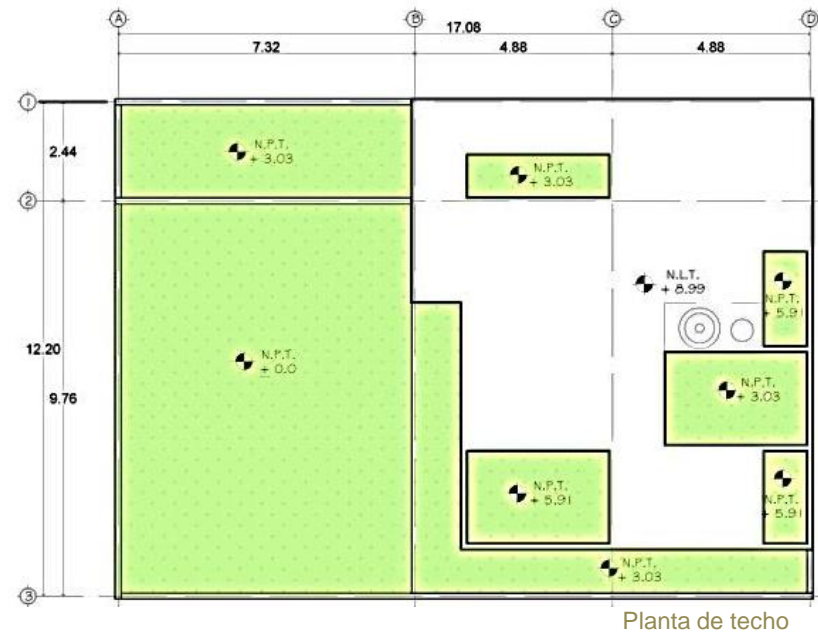 A
B
C
D
17.08
7.32
4.88
4.88
1
2.44
2
12.20
9.76
3
N.P.T.
+ 3.03
N.P.T.
+ 3.03
N.L.T.
+ 8.99
N.P.T.
+ 5.91
N.P.T.
+ 0.0
N.P.T.
+ 3.03
N.P.T.
+ 5.91
N.P.T.
+ 5.91
N.P.T.
+ 3.03
Planta de techo